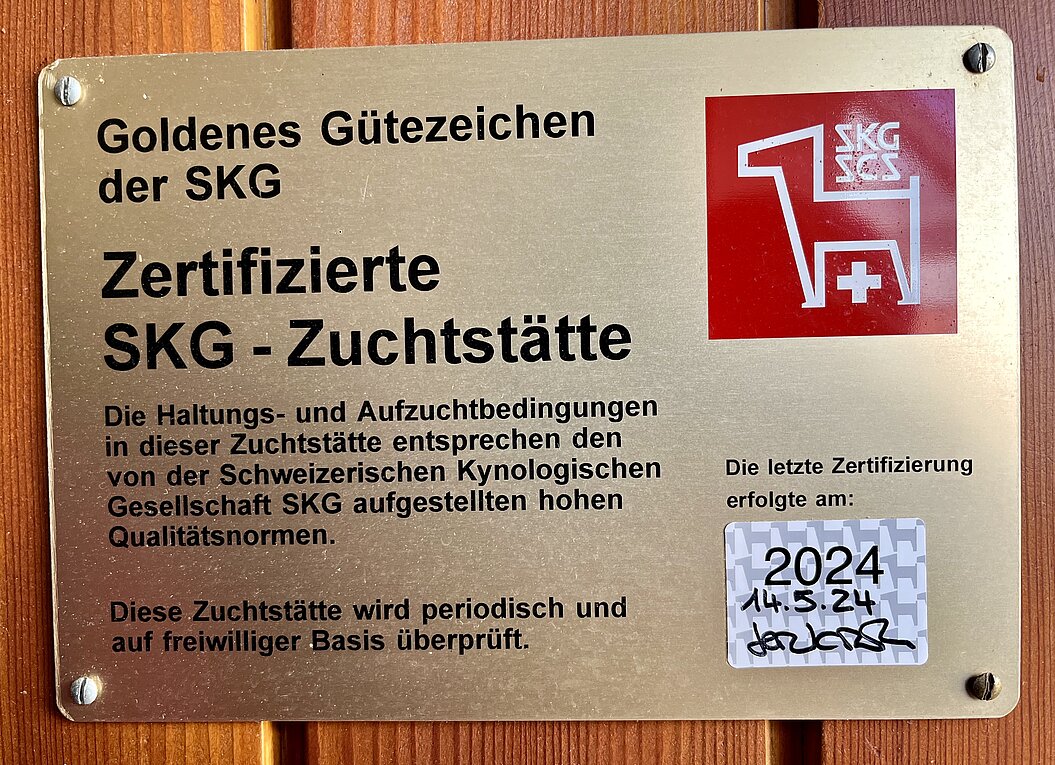 Goldenes Gütezeichen
der SKG
Zertifizierte
SKG - Zuchtstätte
Die Haltungs- und Aufzuchtbedingungen
in dieser Zuchtstätte entsprechen den
von der Schweizerischen Kynologischen
Gesellschaft SKG aufgestellten hohen
Qualitätsnormen.
Diese Zuchtstätte wird periodisch und
auf freiwilliger Basis überprüft.
SKG
SCS
Die letzte Zertifizierung
erfolgte am:
2024
14.5.24